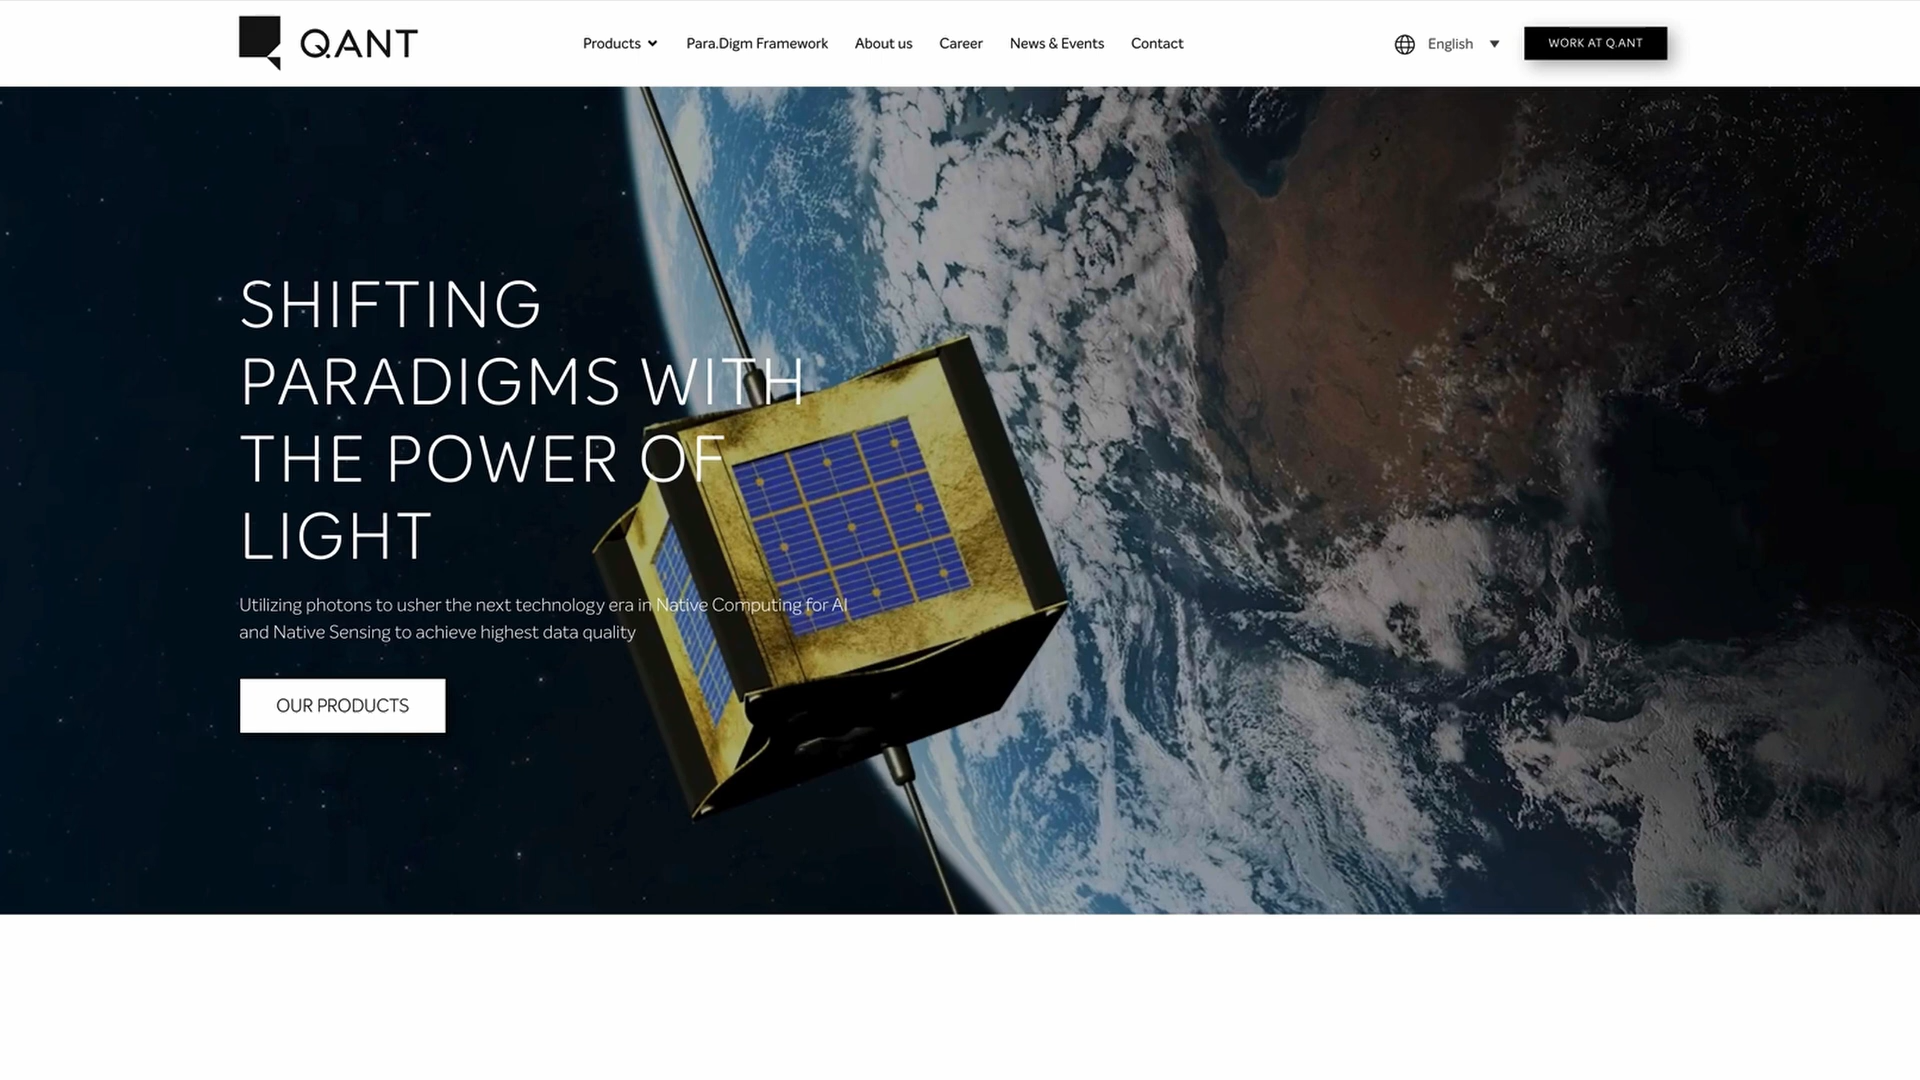 Q.ANT
Products
Para.Digm Framework
About us
Career
News & Events
Contact
English
WORK AT Q.ANT
SHIFTING
PARADIGMS WITH
THE POWER OF
LIGHT
Utilizing photons to usher the next technology era in Native Computing for AI
and Native Sensing to achieve highest data quality
OUR PRODUCTS